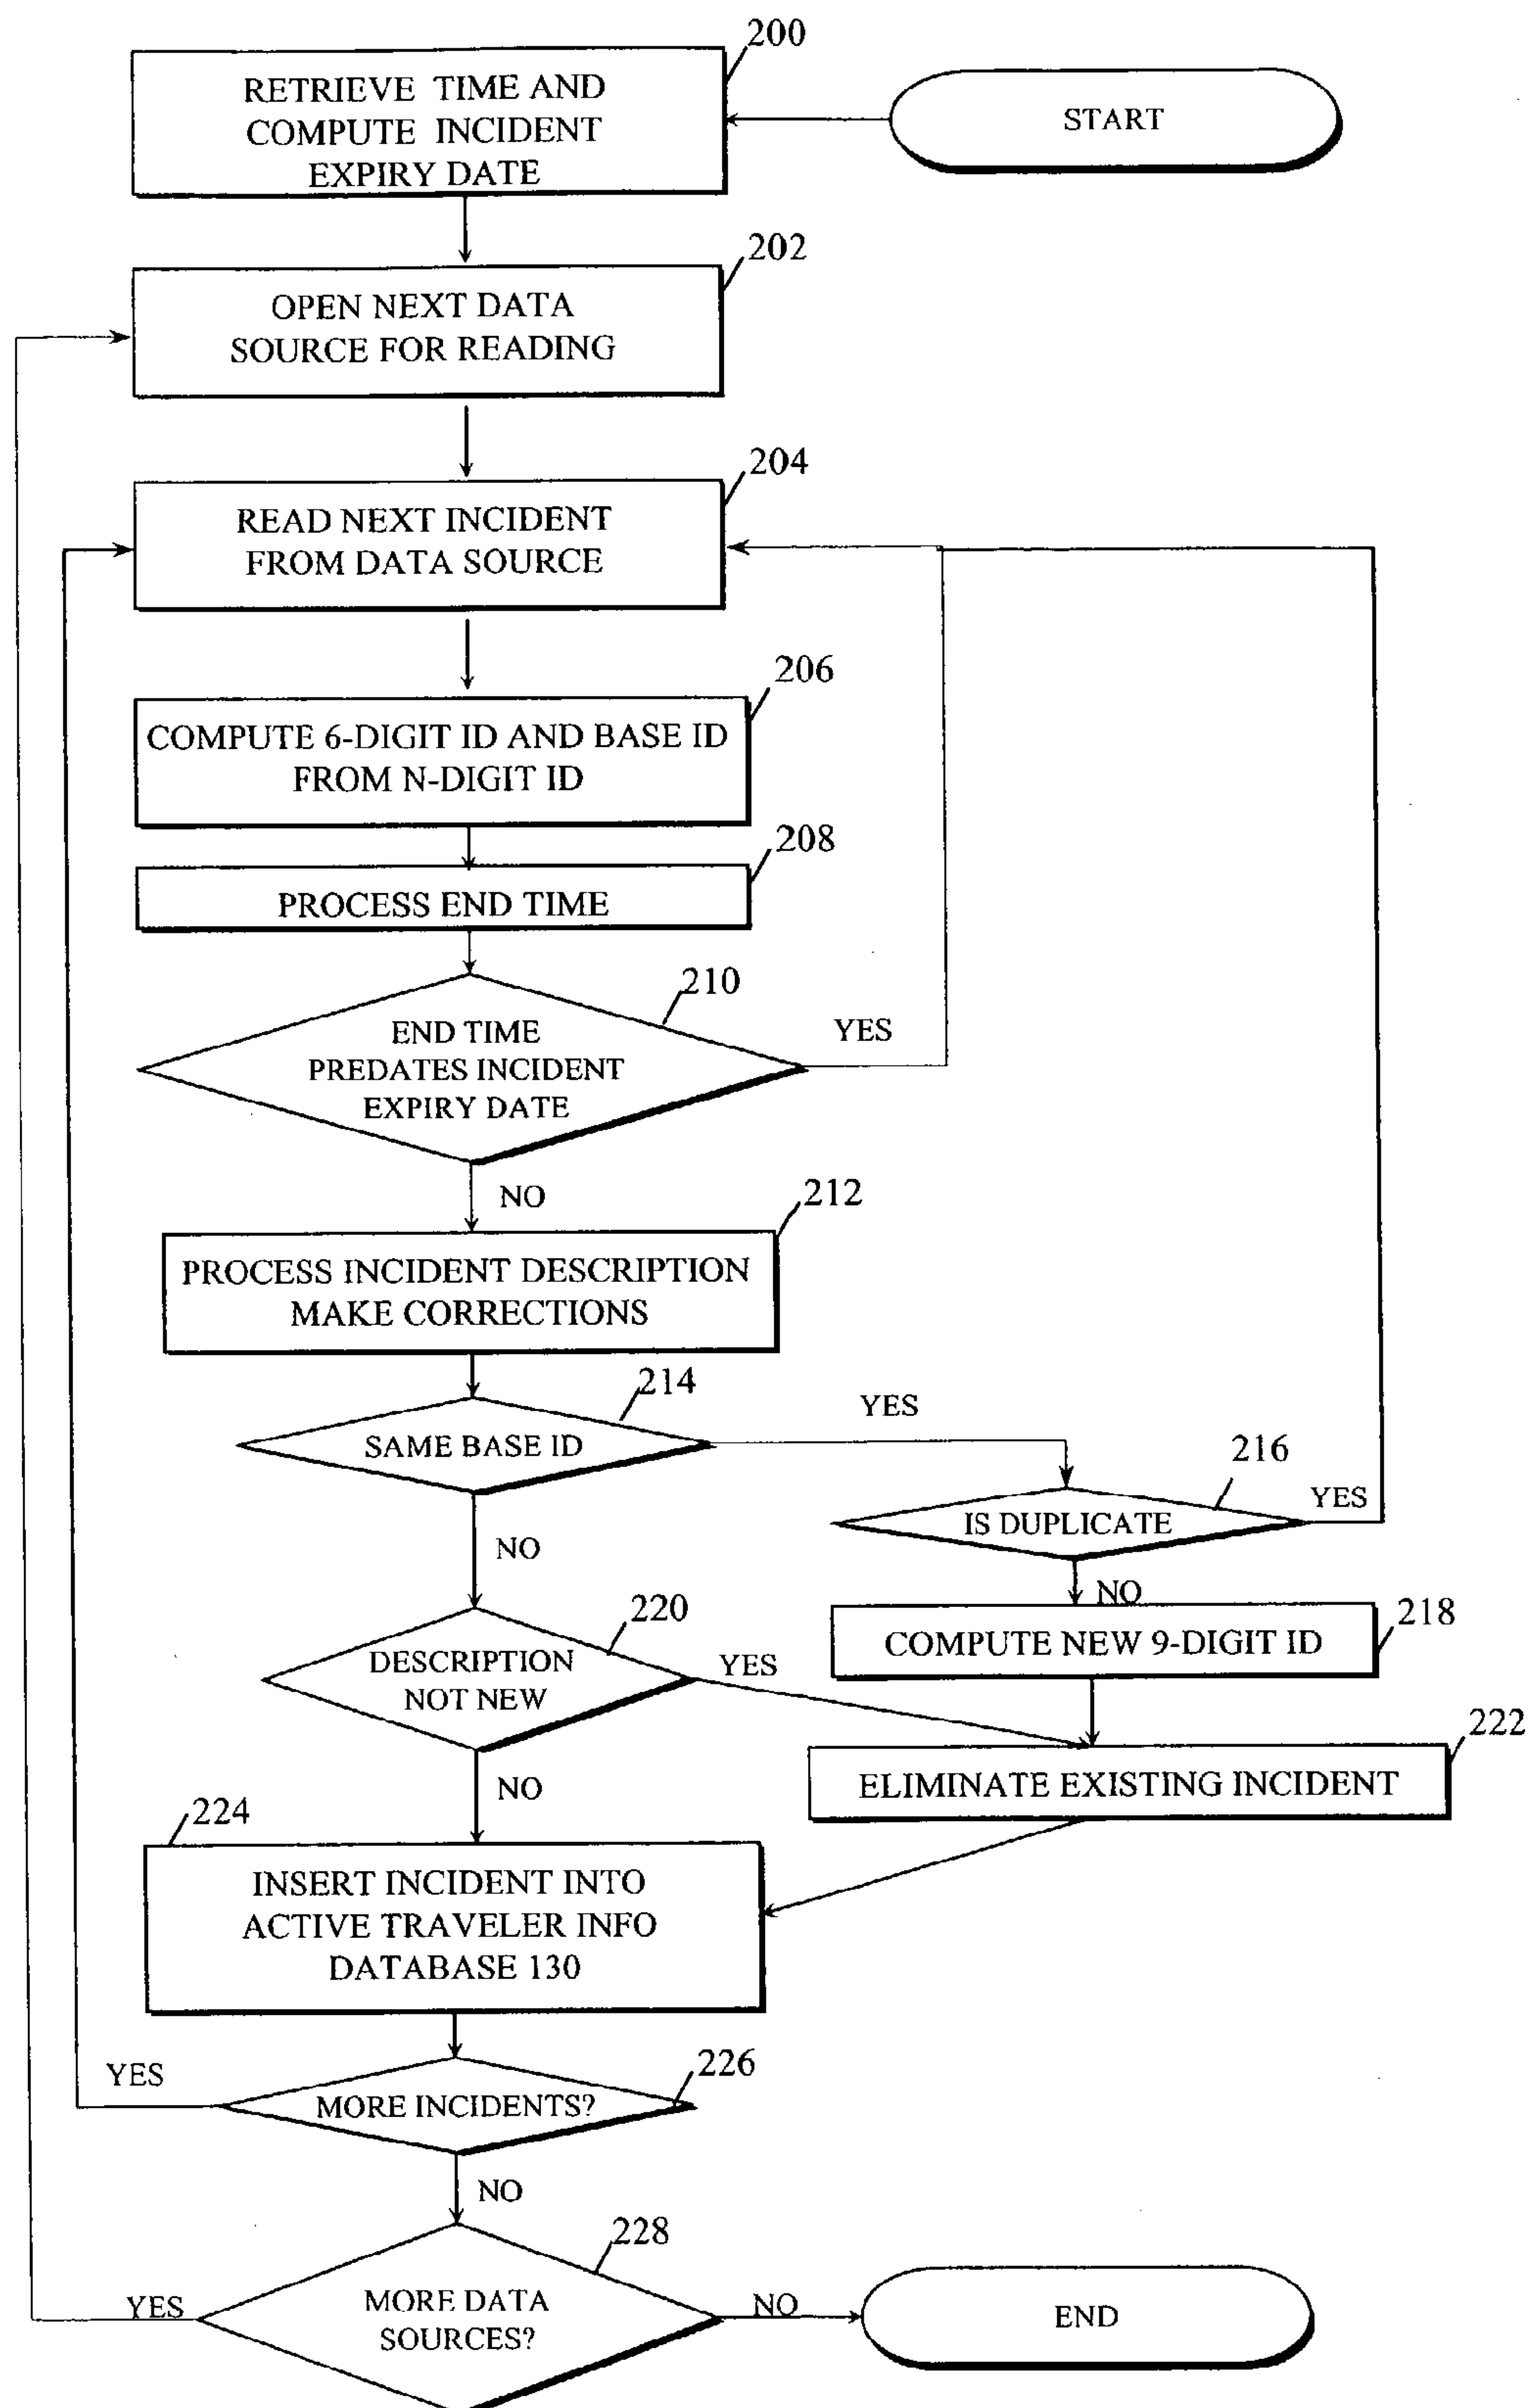 200
RETRIEVE TIME AND
COMPUTE INCIDENT
EXPIRY DATE
START
202
OPEN NEXT DATA
SOURCE FOR READING
204
READ NEXT INCIDENT
FROM DATA SOURCE
206
COMPUTE 6-DIGIT ID AND BASE ID
FROM N-DIGIT ID
208
PROCESS END TIME
210
END TIME
PREDATES INCIDENT
EXPIRY DATE
YES
NO
212
PROCESS INCIDENT DESCRIPTION
MAKE CORRECTIONS
214
SAME BASE ID
YES
216
IS DUPLICATE
YES
NO
NO
218
COMPUTE NEW 9-DIGIT ID
220
DESCRIPTION
NOT NEW
YES
222
ELIMINATE EXISTING INCIDENT
NO
224
INSERT INCIDENT INTO
ACTIVE TRAVELER INFO
DATABASE 130
226
MORE INCIDENTS?
YES
NO
228
MORE DATA
SOURCES?
YES
NO
END